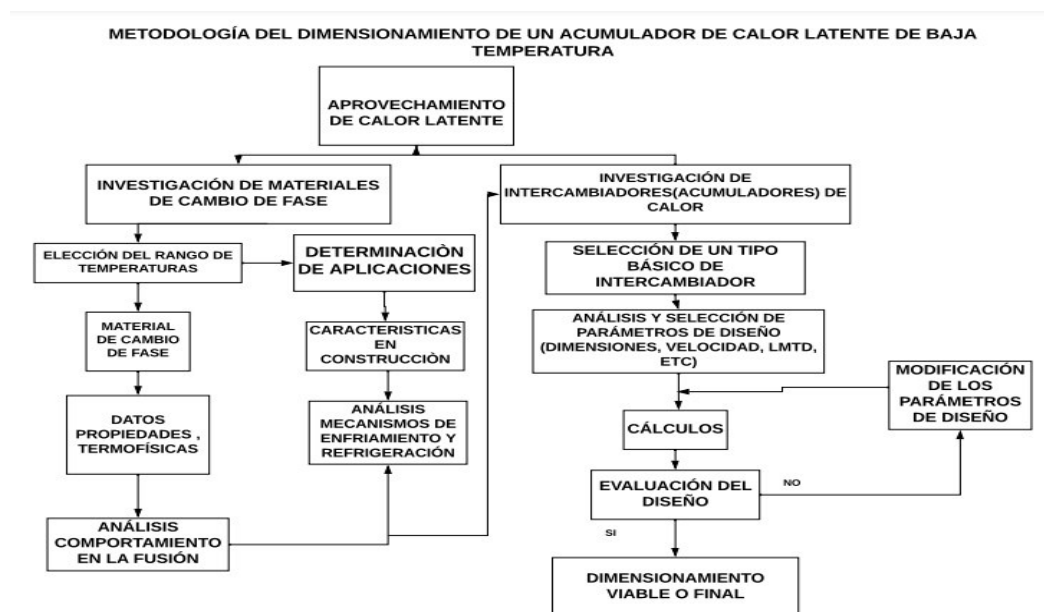 METODOLOGÍA DEL DIMENSIONAMIENTO DE UN ACUMULADOR DE CALOR LATENTE DE BAJA
TEMPERATURA
APROVECHAMIENTO
DE CALOR LATENTE
INVESTIGACIÓN DE MATERIALES
DE CAMBIO DE FASE
ELECCIÓN DEL RANGO DE
TEMPERATURAS
DETERMINACIÒN
DE APLICACIONES
MATERIAL
DE CAMBIO
DE FASE
CARACTERISTICAS
EN
CONSTRUCCIÒN
DATOS
PROPIEDADES ,
TERMOFÍSICAS
ANÁLISIS
MECANISMOS DE
ENFRIAMIENTO Y
REFRIGERACIÓN
ANÁLISIS
COMPORTAMIENTO
EN LA FUSIÓN
INVESTIGACIÓN DE
INTERCAMBIADORES(ACUMULADORES) DE
CALOR
SELECCIÓN DE UN TIPO
BÁSICO DE
INTERCAMBIADOR
ANÁLISIS Y SELECCIÓN DE
PARÁMETROS DE DISEÑO
(DIMENSIONES, VELOCIDAD, LMTD,
ETC)
MODIFICACIÓN
DE LOS
PARÁMETROS
DE DISEÑO
CÁLCULOS
EVALUACIÓN DEL
DISEÑO
NO
SI
DIMENSIONAMIENTO
VIABLE O FINAL